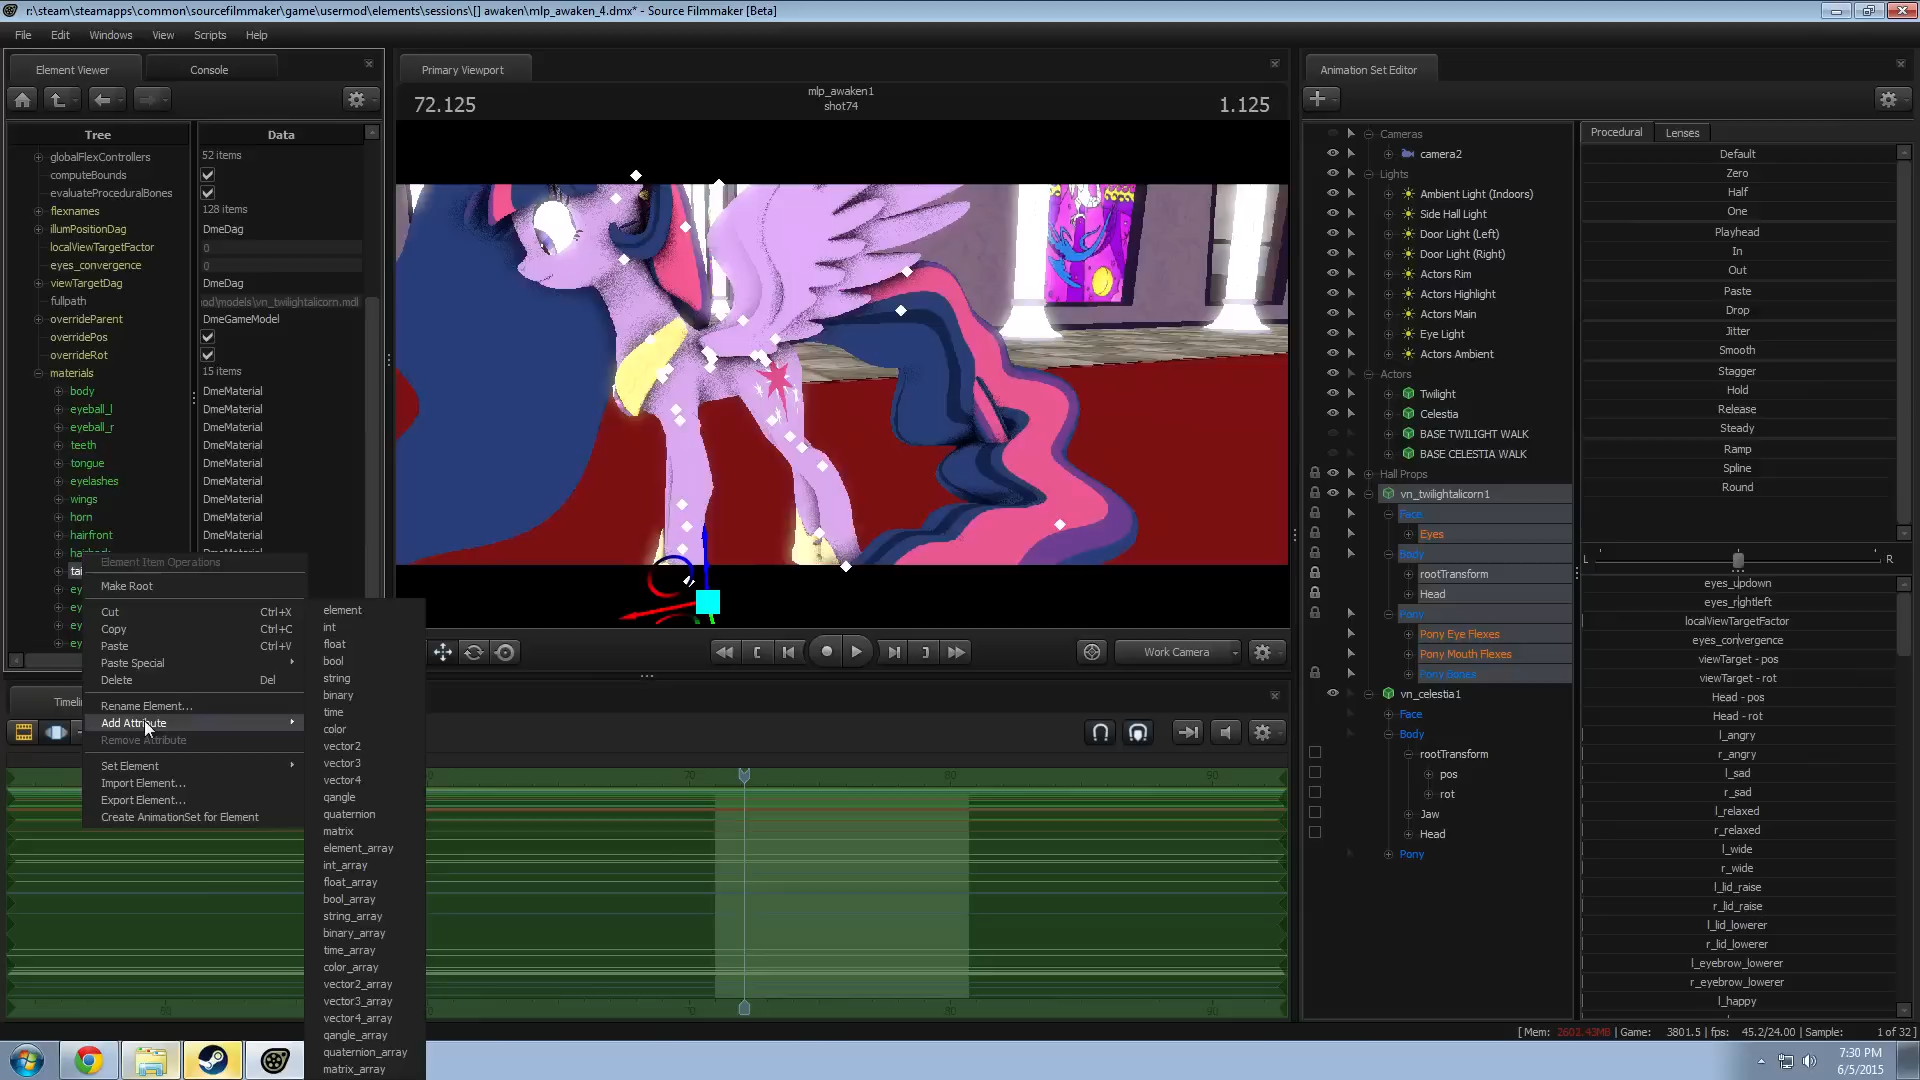 r:\steam\steamapps\common\sourcefilmmaker\game\usermod\elements\sessions\[] awaken\mlp_awaken_4.dmx* - Source Filmmaker [Beta]
File Edit Windows View Scripts Help
Element Viewer Console
Tree Data
globalFlexControllers 52 items
computeBounds
evaluateProceduralBones
flexnames 128 items
illumPositionDag DmeDag
localViewTargetFactor 0
eyes_convergence 0
viewTargetDag DmeDag
fullpath od\models\vn_twilightalicorn.mdl
overrideParent DmeGameModel
overridePos
overrideRot
materials 15 items
body DmeMaterial
eyeball_l DmeMaterial
eyeball_r DmeMaterial
teeth DmeMaterial
tongue DmeMaterial
eyelashes DmeMaterial
wings DmeMaterial
horn DmeMaterial
hairfront DmeMaterial
Element Item Operations
Make Root
Cut Ctrl+X
Copy Ctrl+C
Paste Ctrl+V
Paste Special
Delete Del
Rename Element...
Add Attribute
Remove Attribute
Set Element
Import Element...
Export Element...
Create AnimationSet for Element
element
int
float
bool
string
binary
time
color
vector2
vector3
vector4
qangle
quaternion
matrix
element_array
int_array
float_array
bool_array
string_array
binary_array
time_array
color_array
vector2_array
vector3_array
vector4_array
qangle_array
quaternion_array
matrix_array
Primary Viewport
72.125
mlp_awaken1
shot74
1.125
Work Camera
70 80 90
Animation Set Editor
Cameras
camera2
Lights
Ambient Light (Indoors)
Side Hall Light
Door Light (Left)
Door Light (Right)
Actors Rim
Actors Highlight
Actors Main
Eye Light
Actors Ambient
Actors
Twilight
Celestia
BASE TWILIGHT WALK
BASE CELESTIA WALK
Hall Props
vn_twilightalicorn1
Face
Eyes
Body
rootTransform
Head
Pony
Pony Eye Flexes
Pony Mouth Flexes
Pony Bones
vn_celestia1
Face
Body
rootTransform
pos
rot
Jaw
Head
Pony
Procedural Lenses
Default
Zero
Half
One
Playhead
In
Out
Paste
Drop
Jitter
Smooth
Stagger
Hold
Release
Steady
Ramp
Spline
Round
L R
eyes_updown
eyes_rightleft
localViewTargetFactor
eyes_convergence
viewTarget - pos
viewTarget - rot
Head - pos
Head - rot
l_angry
r_angry
l_sad
r_sad
l_relaxed
r_relaxed
l_wide
r_wide
l_lid_raise
r_lid_raise
l_lid_lowerer
r_lid_lowerer
l_eyebrow_lowerer
r_eyebrow_lowerer
l_happy
[ Mem: 2602.43MB | Game: 3801.5 | fps: 45.2/24.00 | Sample: 1 of 32 ]
7:30 PM
6/5/2015